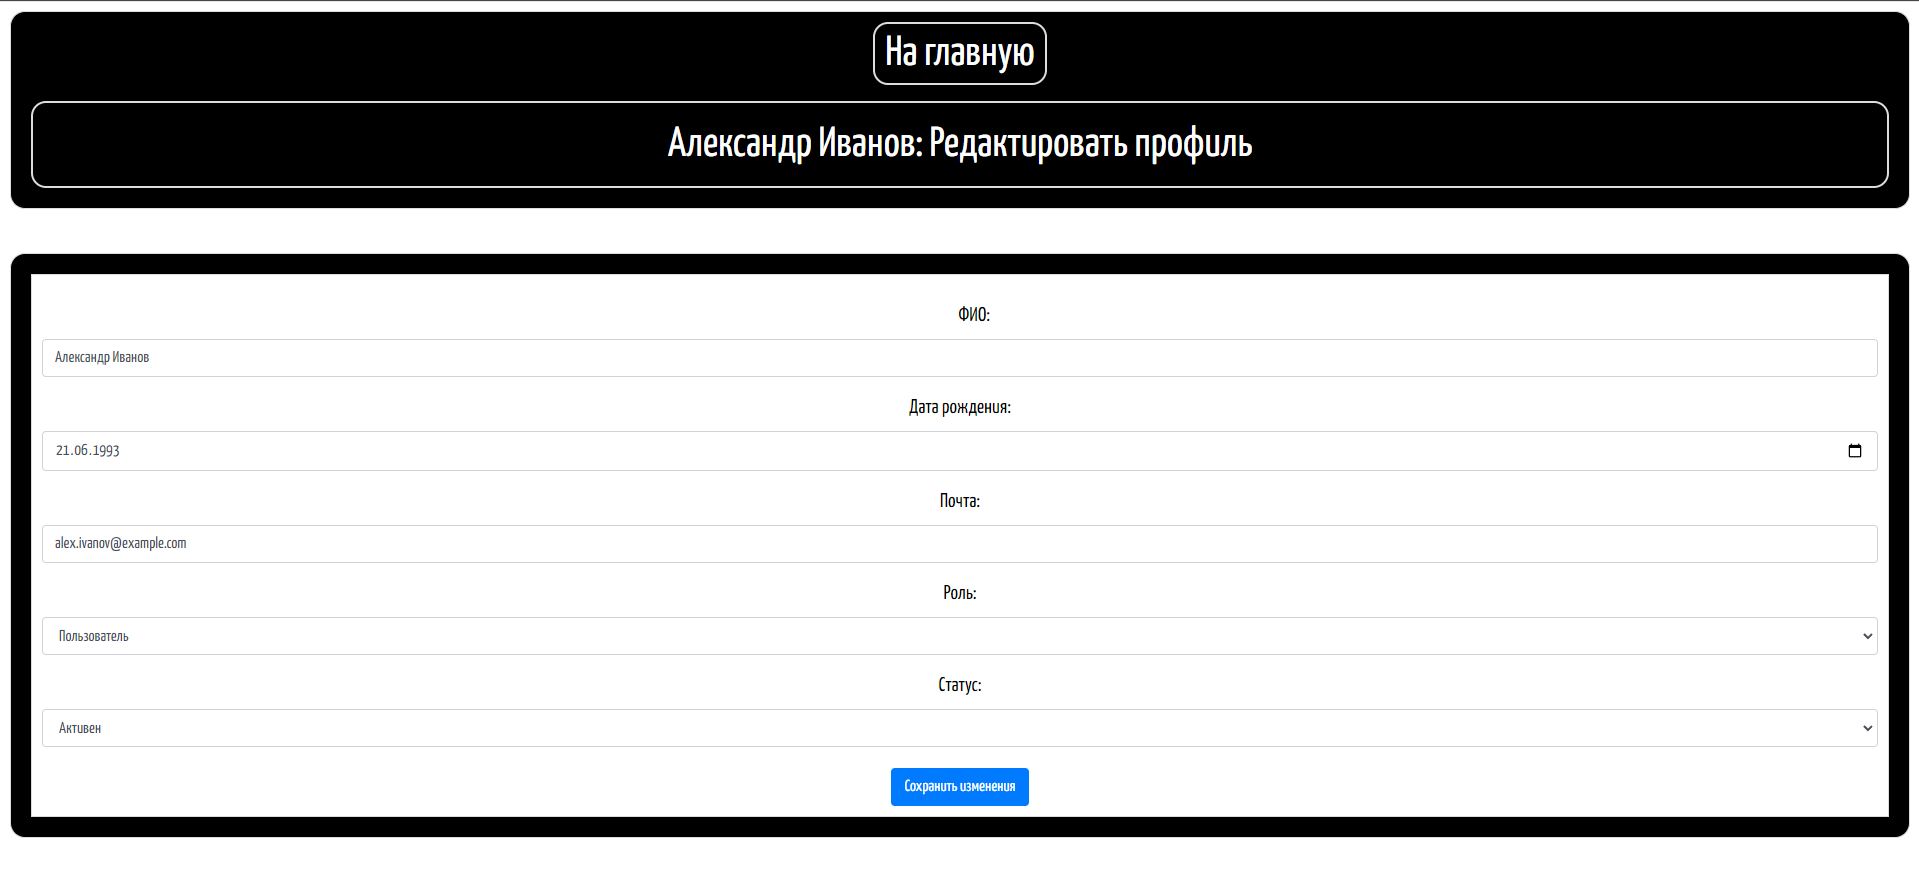 На главную
Александр Иванов: Редактировать профиль
ФИО:
Александр Иванов
Дата рождения:
21.06.1993
Почта:
alex.ivanov@example.com
Роль:
Пользователь
Статус:
Активен
Сохранить изменения